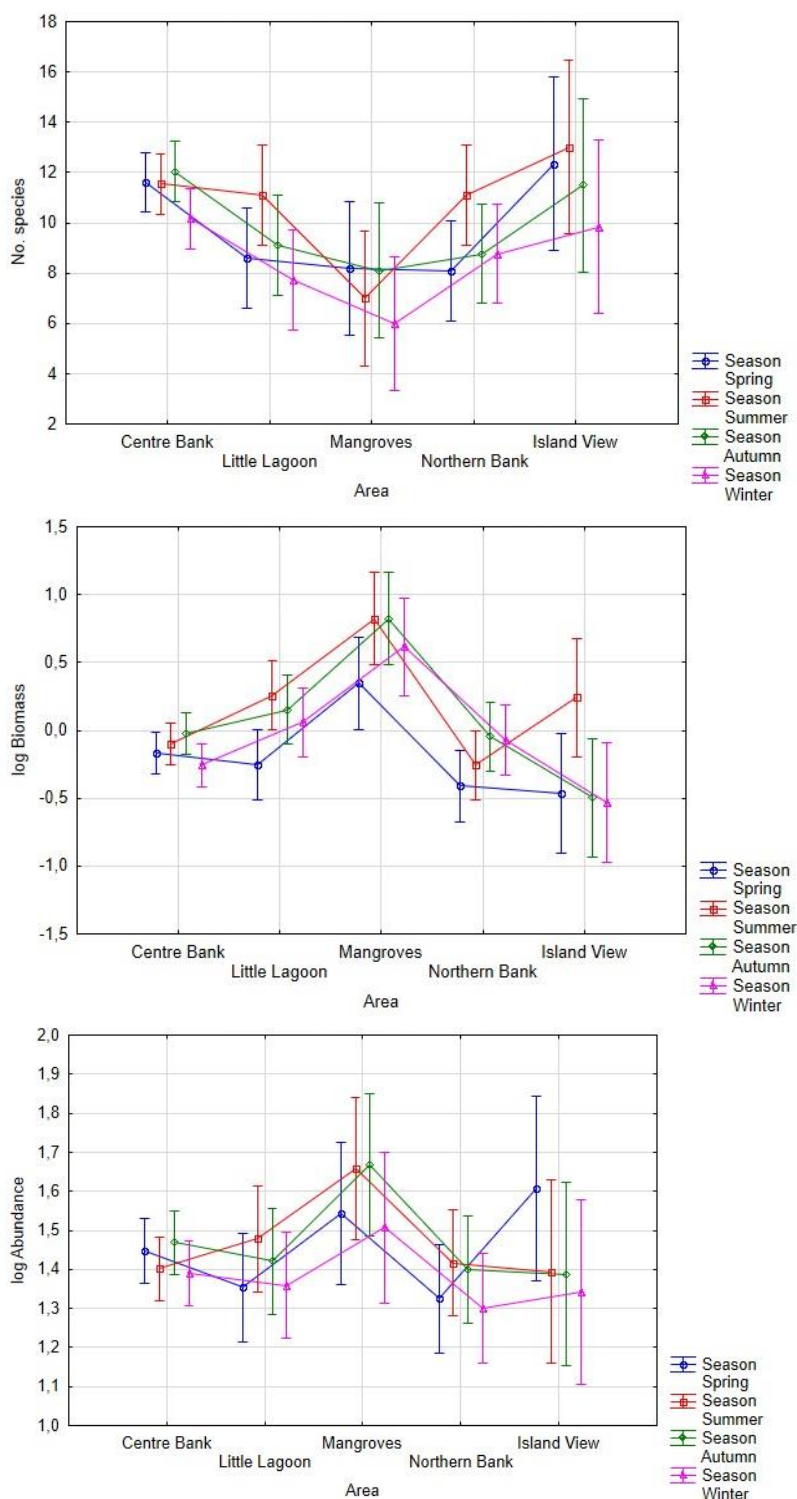 18
16
14
12
10
8
6
4
2
No. species
Centre Bank
Little Lagoon
Mangroves
Northern Bank
Island View
Area
Season
Spring
Season
Summer
Season
Autumn
Season
Winter
1,5
1,0
0,5
0,0
-0,5
-1,0
-1,5
log Biomass
Centre Bank
Little Lagoon
Mangroves
Northern Bank
Island View
Area
Season
Spring
Season
Summer
Season
Autumn
Season
Winter
2,0
1,9
1,8
1,7
1,6
1,5
1,4
1,3
1,2
1,1
1,0
log Abundance
Centre Bank
Little Lagoon
Mangroves
Northern Bank
Island View
Area
Season
Spring
Season
Summer
Season
Autumn
Season
Winter